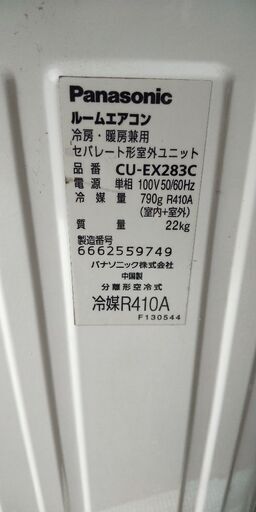 Panasonic
ルームエアコン
冷房・暖房兼用
セパレート形室外ユニット
品 番 CU-EX283C
電 源 単相 100V 50/60Hz
冷 媒 量 790g R410A
(室内+室外)
質 量 22kg
製造番号
6662559749
パナソニック株式会社
中国製
分離形空冷式
冷媒R410A
F130544